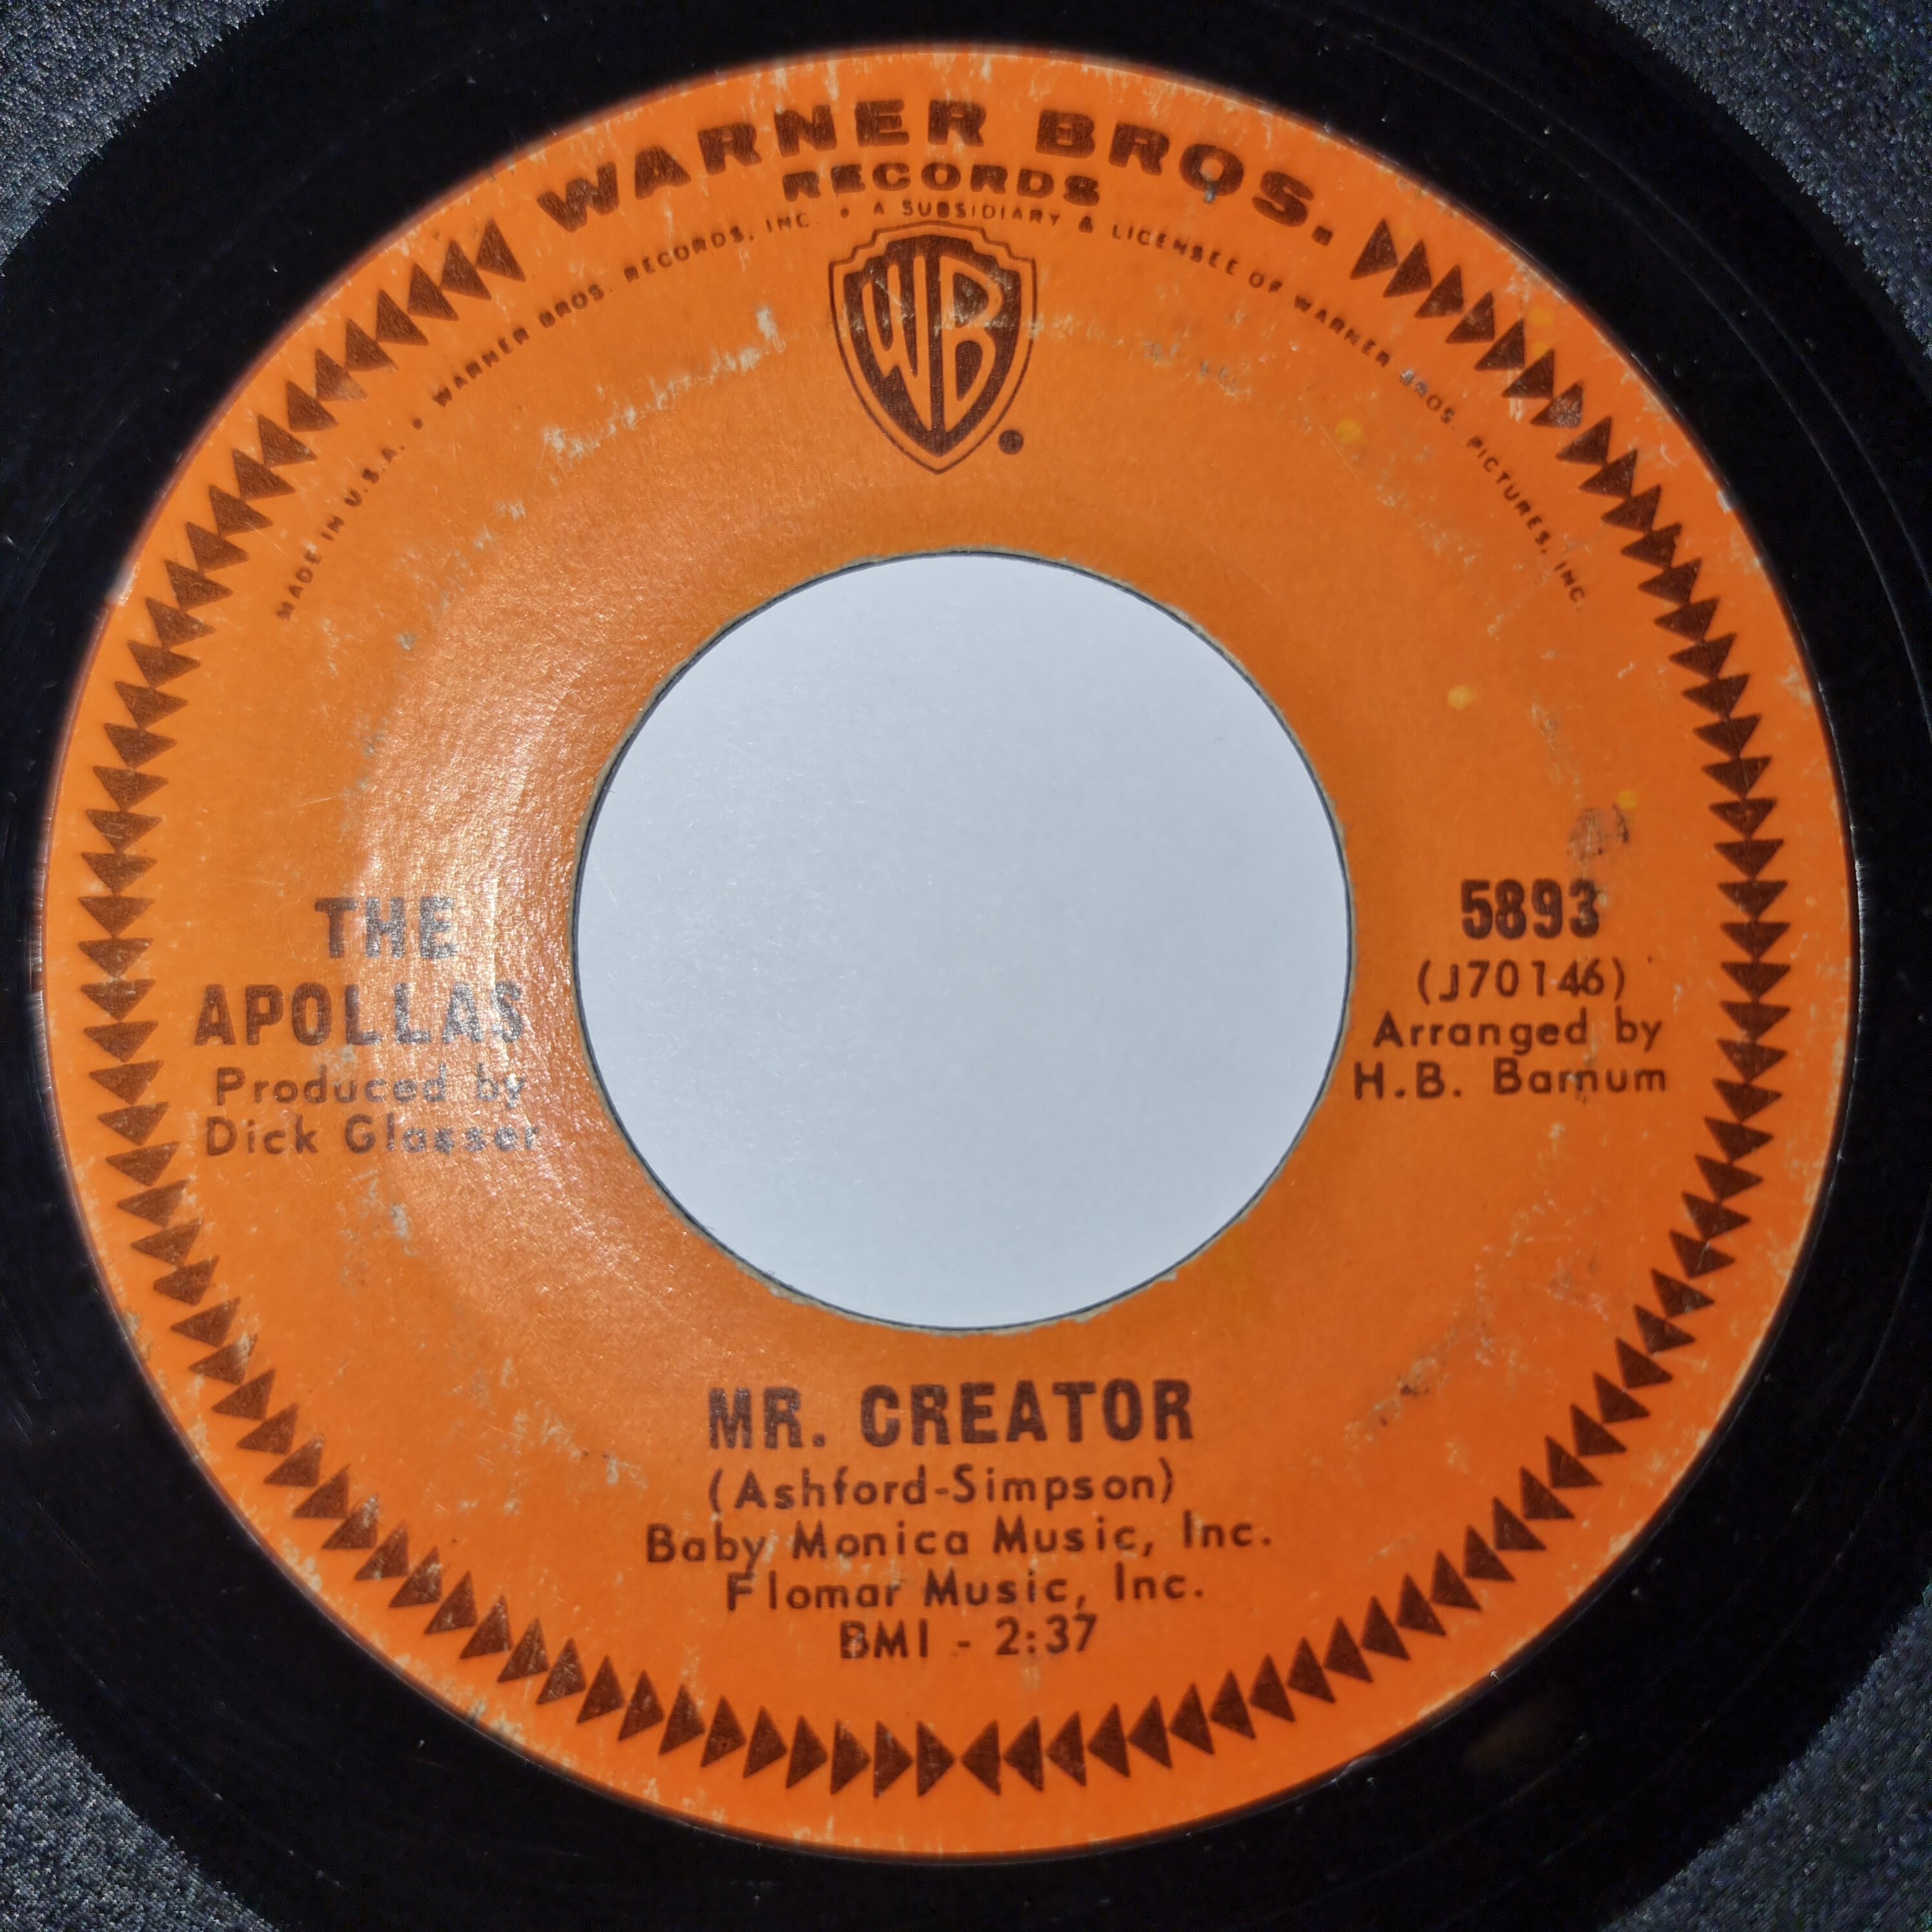 WARNER BROS.
RECORDS
MADE IN U.S.A. • WARNER BROS. RECORDS, INC. • A SUBSIDIARY & LICENSEE OF WARNER BROS. PICTURES, INC.
WB
THE
APOLLAS
Produced by
Dick Glasser
5893
(J70146)
Arranged by
H.B. Barnum
MR. CREATOR
(Ashford-Simpson)
Baby Monica Music, Inc.
Flomar Music, Inc.
BMI - 2:37